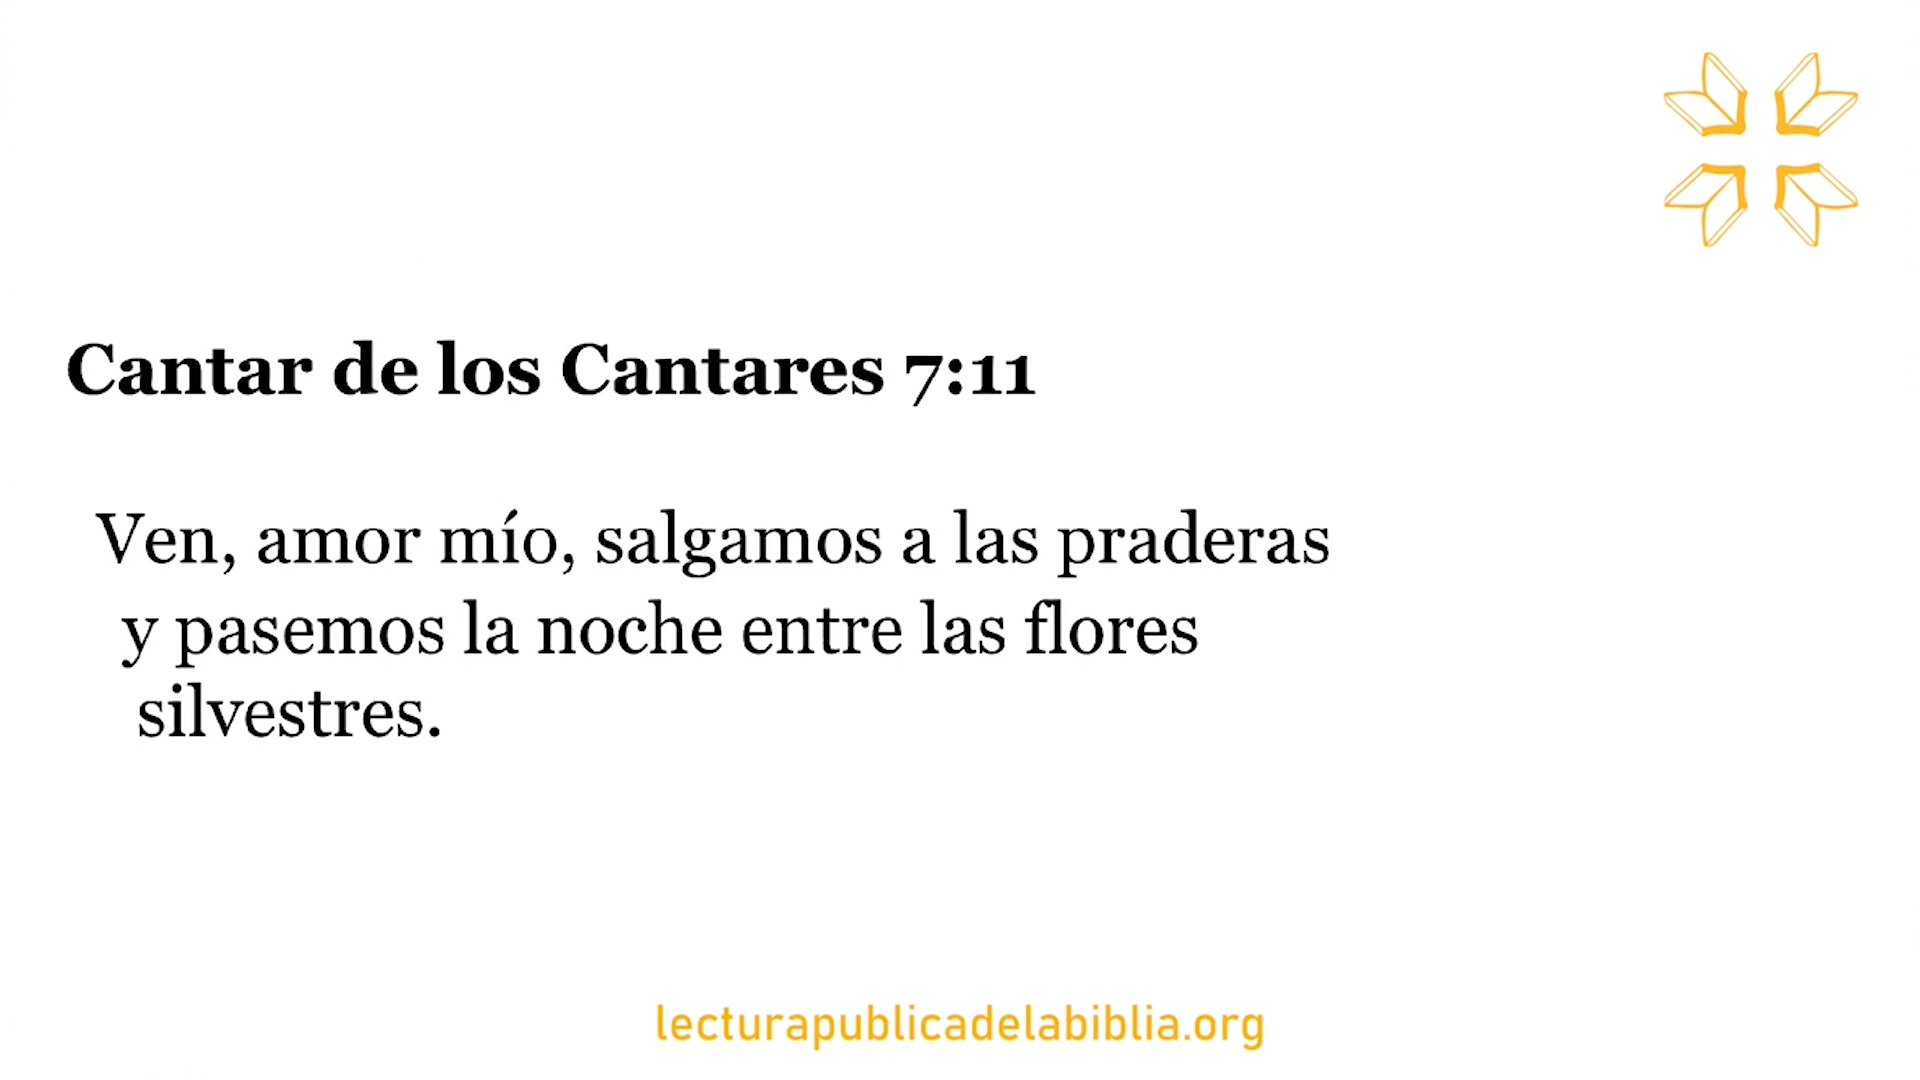 Cantar de los Cantares 7:11
Ven, amor mío, salgamos a las praderas
y pasemos la noche entre las flores
silvestres.
lecturapublicadelabiblia.org